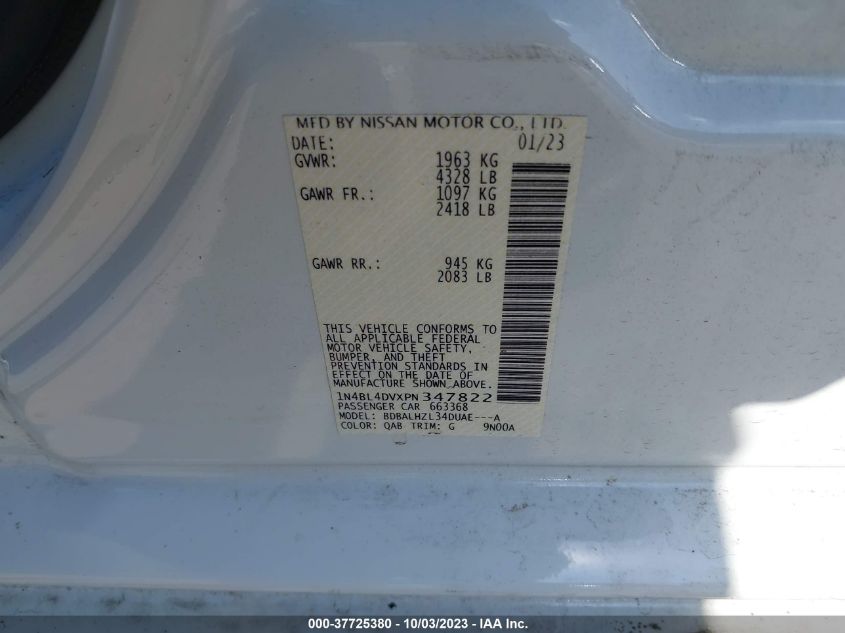 MFD BY NISSAN MOTOR CO., LTD.
DATE: 01/23
GVWR: 1963 KG
4328 LB
GAWR FR.: 1097 KG
2418 LB
GAWR RR.: 945 KG
2083 LB
THIS VEHICLE CONFORMS TO
ALL APPLICABLE FEDERAL
MOTOR VEHICLE SAFETY,
BUMPER, AND THEFT
PREVENTION STANDARDS IN
EFFECT ON THE DATE OF
MANUFACTURE SHOWN ABOVE.
1N4BL4DVXPN347822
PASSENGER CAR 663368
MODEL: BDBALHZL34DUAE---A
COLOR: QAB TRIM: G 9N00A
000-37725380 - 10/03/2023 - IAA Inc.